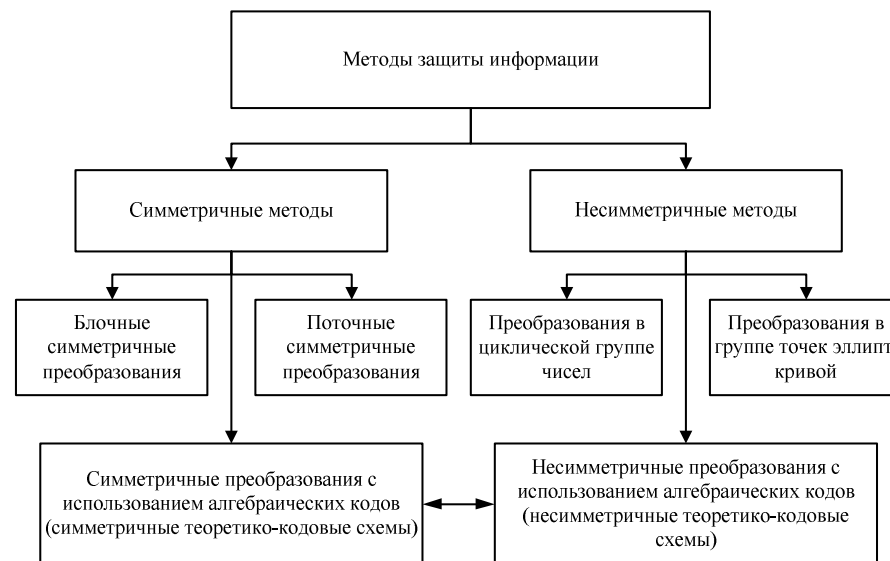 Методы защиты информации
Симметричные методы
Несимметричные методы
Блочные
симметричные
преобразования
Поточные
симметричные
преобразования
Преобразования в
циклической группе
чисел
Преобразования в
группе точек эллипт
кривой
Симметричные преобразования с
использованием алгебраических кодов
(симметричные теоретико-кодовые схемы)
Несимметричные преобразования с
использованием алгебраических кодов
(несимметричные теоретико-кодовые
схемы)